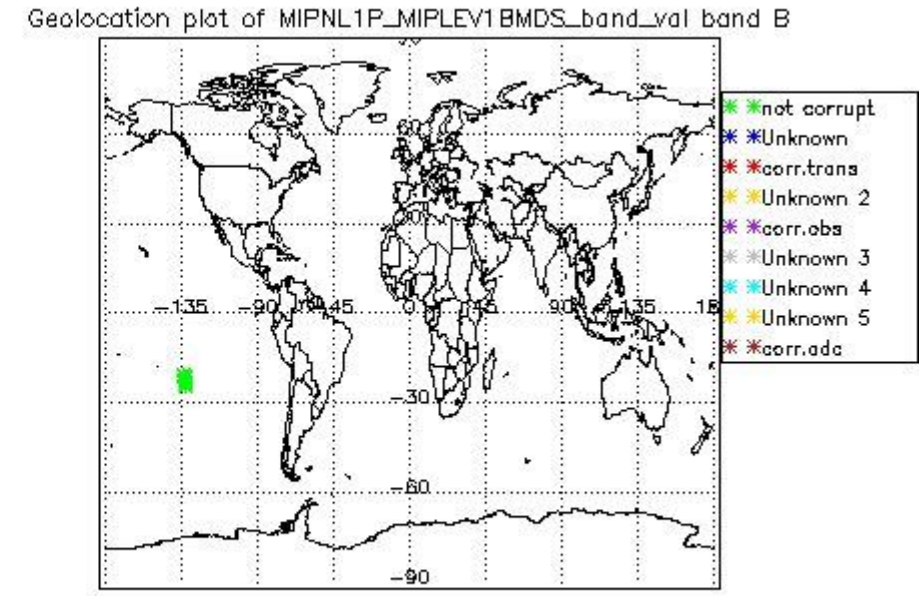 Geolocation plot of MIPNL1P_MIPLEV1BMDS_band_val band B
not corrupt
Unknown
corr.trans
Unknown 2
corr.obs
Unknown 3
Unknown 4
Unknown 5
corr.adc
60
-135 -90 45 0 45 90 135
-30
-60
-90